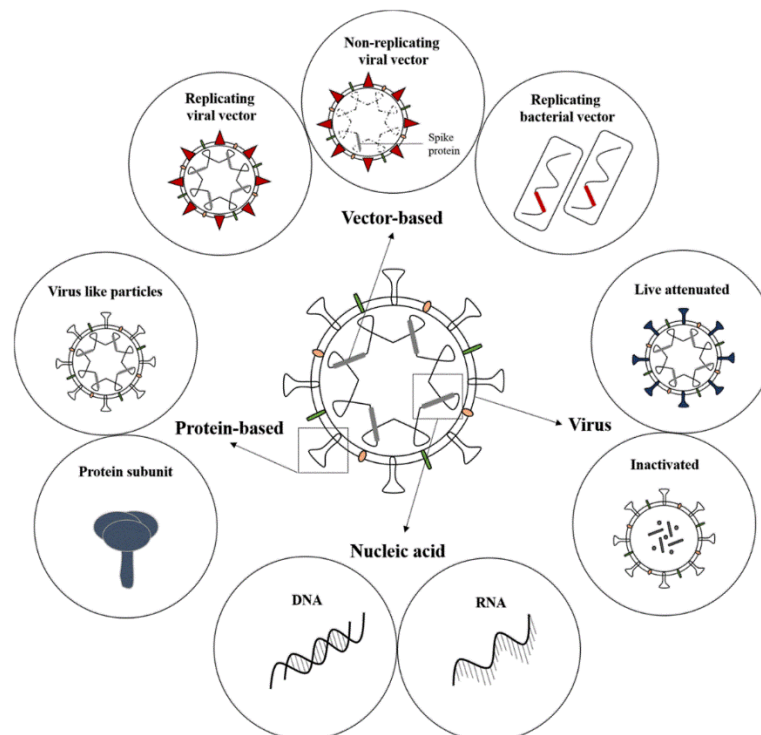 Non-replicating
viral vector
Spike
protein
Replicating
viral vector
Replicating
bacterial vector
Vector-based
Virus like particles
Live attenuated
Protein-based
Virus
Protein subunit
Inactivated
Nucleic acid
DNA
RNA